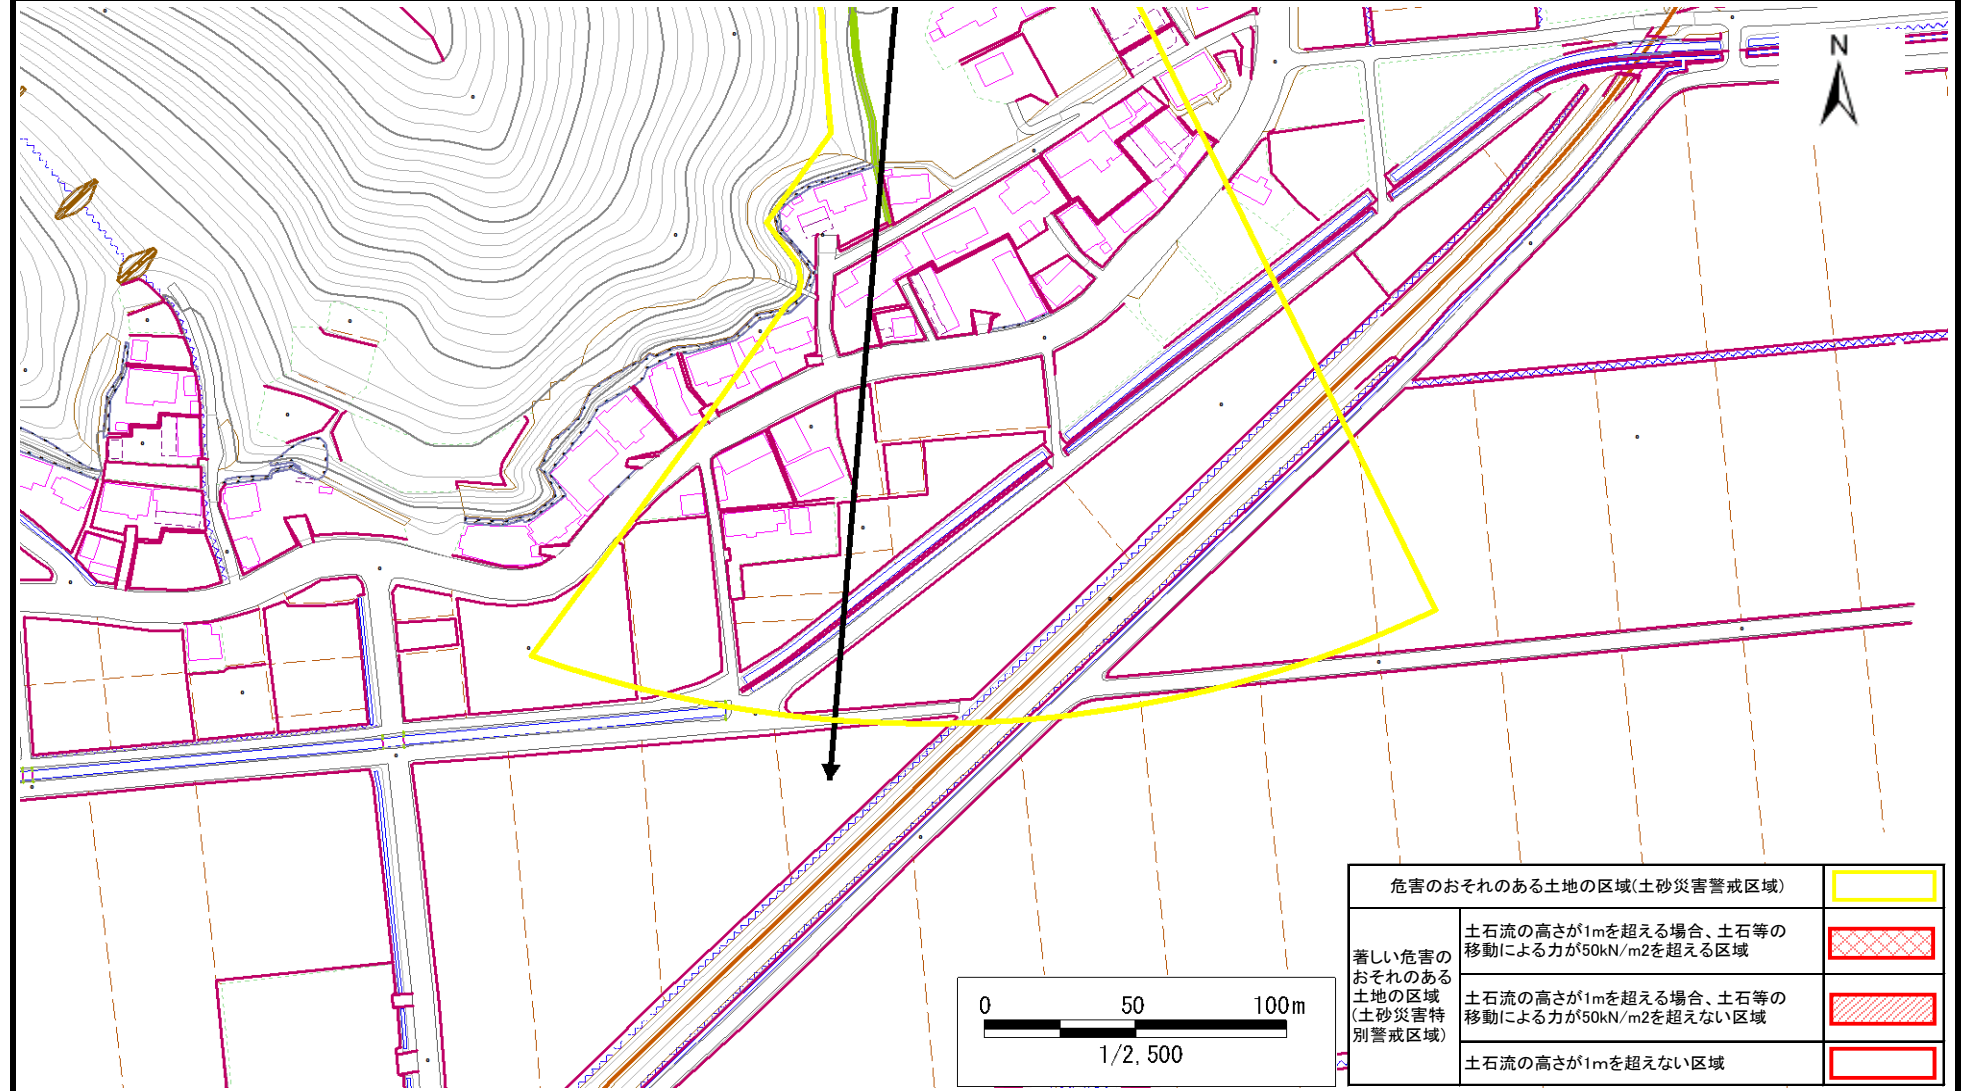 N
危害のおそれのある土地の区域(土砂災害警戒区域)
著しい危害の
おそれのある
土地の区域
(土砂災害特
別警戒区域)
土石流の高さが1mを超える場合、土石等の
移動による力が50kN/m2を超える区域
土石流の高さが1mを超える場合、土石等の
移動による力が50kN/m2を超えない区域
土石流の高さが1mを超えない区域
0 50 100m
1/2,500